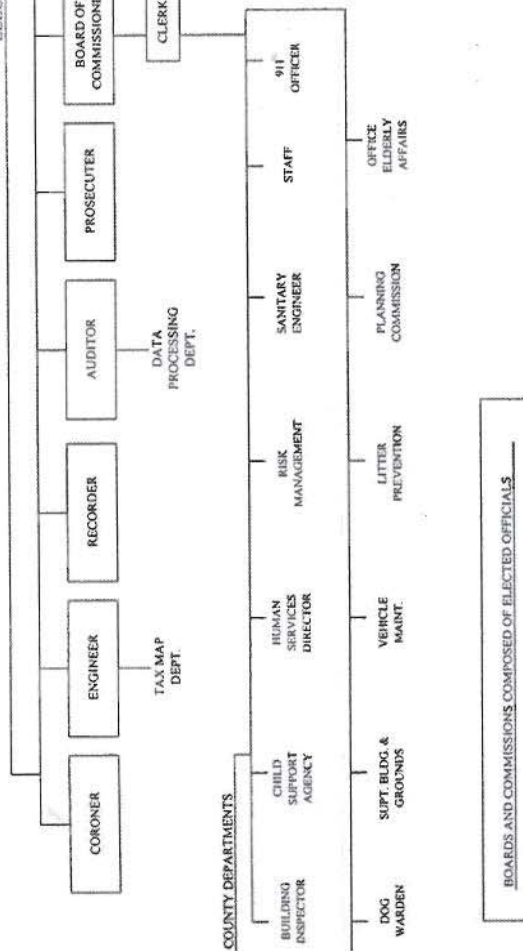 CORONER
ENGINEER
RECORDER
AUDITOR
PROSECUTER
BOARD OF
COMMISSIONE
TAX MAP
DEPT.
DATA
PROCESSING
DEPT.
CLERK
COUNTY DEPARTMENTS
BUILDING
INSPECTOR
CHILD
SUPPORT
AGENCY
HUMAN
SERVICES
DIRECTOR
RISK
MANAGEMENT
SANITARY
ENGINEER
STAFF
911
OFFICER
DOG
WARDEN
SUPT. BLDG. &
GROUNDS
VEHICLE
MAINT.
LITTER
PREVENTION
PLANNING
COMMISSION
OFFICE
ELDERLY
AFFAIRS
BOARDS AND COMMISSIONS COMPOSED OF ELECTED OFFICIALS